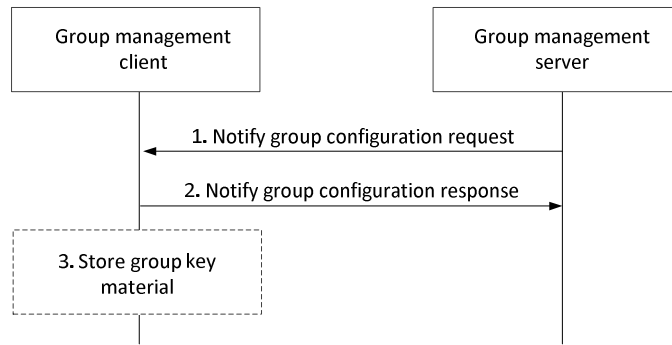 Group management
client
Group management
server
1. Notify group configuration request
2. Notify group configuration response
3. Store group key
material